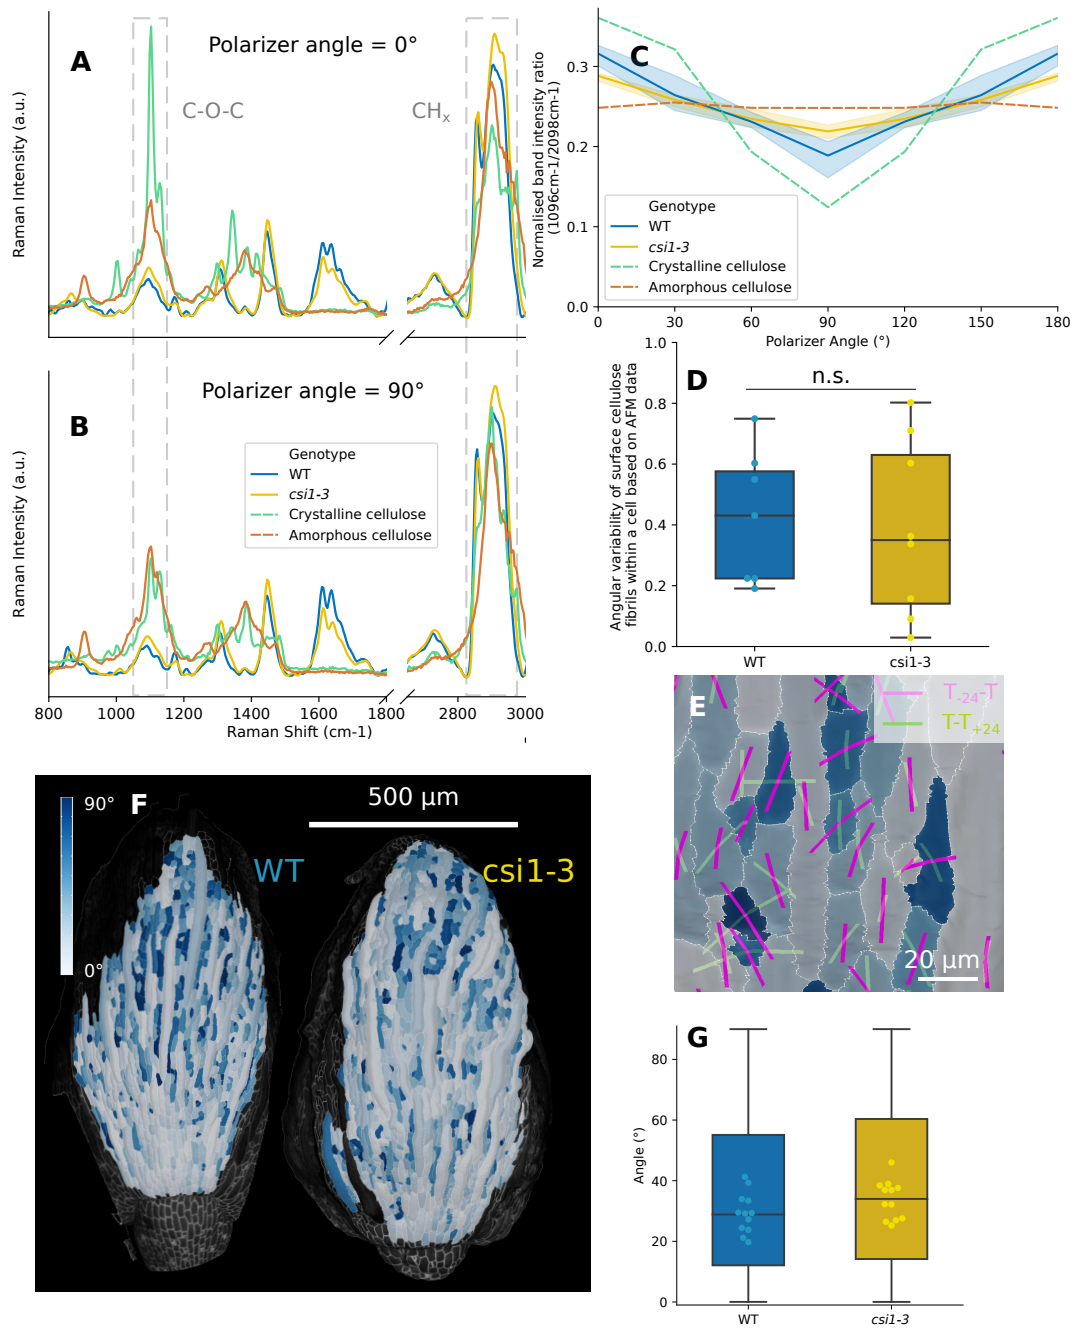 A
Polarizer angle = 0°
C-O-C
CHx
Raman Intensity (a.u.)
B
Polarizer angle = 90°
Genotype
WT
csi1-3
Crystalline cellulose
Amorphous cellulose
Raman Intensity (a.u.)
800 1000 1200 1400 1600 1800 2800 3000
Raman Shift (cm-1)
C
Normalised band intensity ratio
(1096cm-1/2098cm-1)
0.3
0.2
0.1
0.0
Genotype
WT
csi1-3
Crystalline cellulose
Amorphous cellulose
0 30 60 90 120 150 180
Polarizer Angle (°)
D
n.s.
Angular variability of surface cellulose
fibrils within a cell based on AFM data
1.0
0.8
0.6
0.4
0.2
0.0
WT csi1-3
E
T-24-T
T-T+24
20 µm
F
90°
0°
500 µm
WT
csi1-3
G
Angle (°)
80
60
40
20
0
WT csi1-3